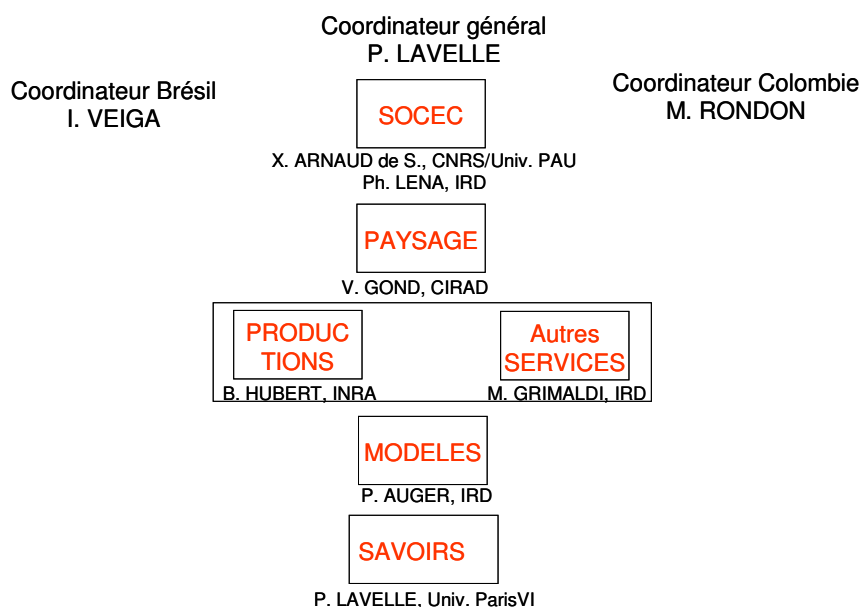 Coordinateur général
P. LAVELLE
Coordinateur Brésil
I. VEIGA
Coordinateur Colombie
M. RONDON
SOCEC
X. ARNAUD de S., CNRS/Univ. PAU
Ph. LENA, IRD
PAYSAGE
V. GOND, CIRAD
PRODUC
TIONS
B. HUBERT, INRA
Autres
SERVICES
M. GRIMALDI, IRD
MODELES
P. AUGER, IRD
SAVOIRS
P. LAVELLE, Univ. ParisVI